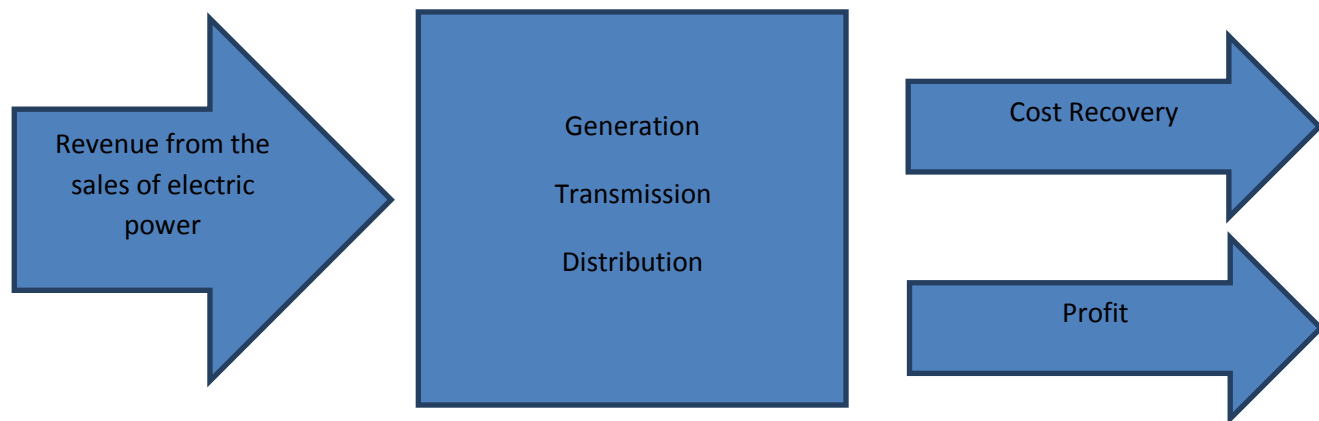 Revenue from the
sales of electric
power
Generation
Transmission
Distribution
Cost Recovery
Profit